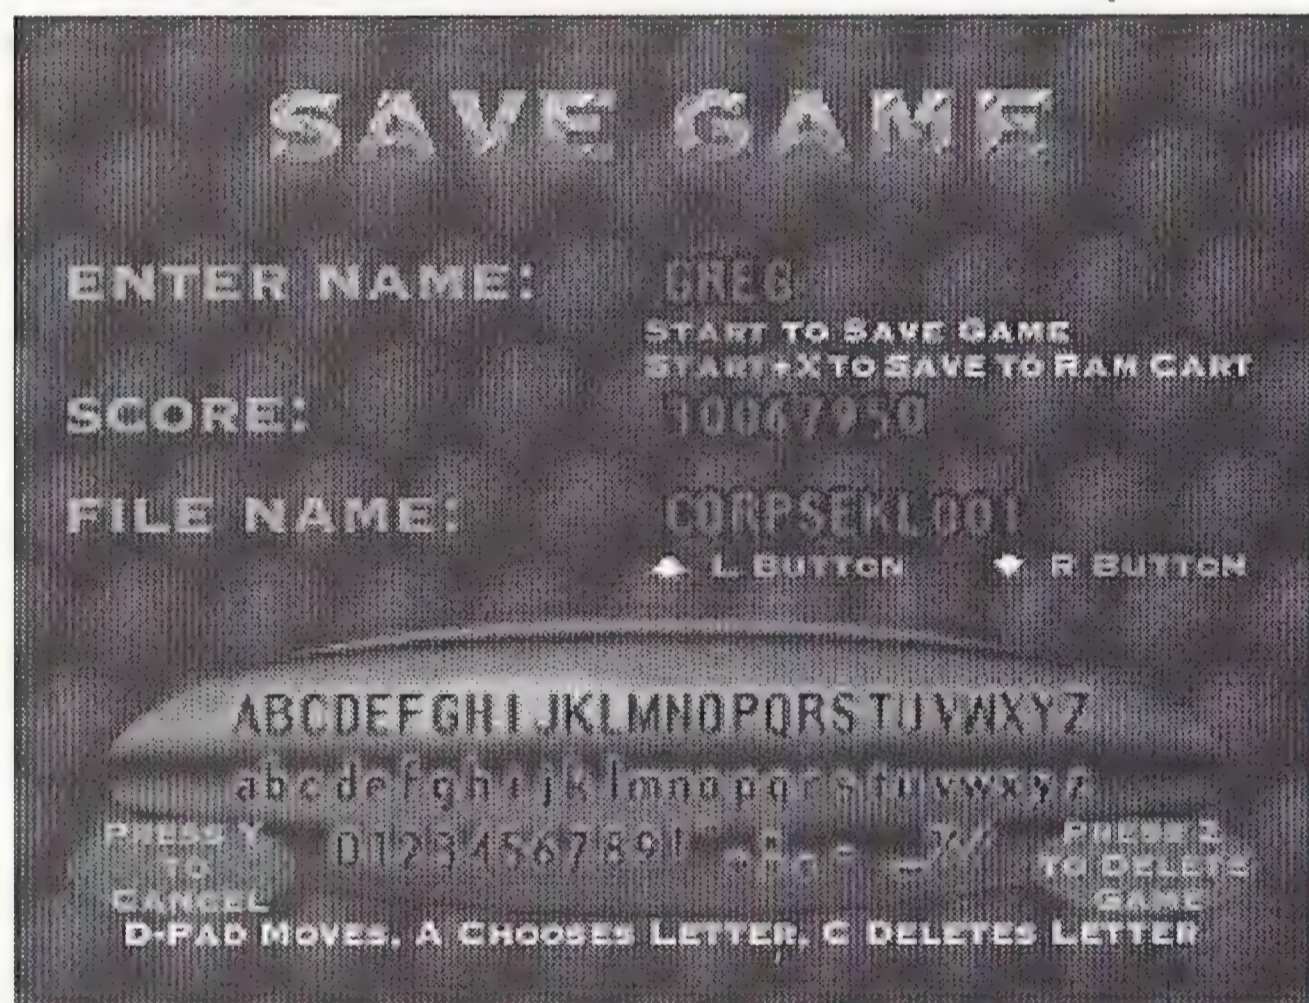 SAVE GAME
ENTER NAME: GREG
START TO SAVE GAME
START+X TO SAVE TO RAM CART
SCORE:
FILE NAME: CORPSEKL001
L BUTTON R BUTTON
ABCDEFGHIJKLMNOPQRSTUVWXYZ
abcdefghijklmnopqrstuvwxyz
0123456789!
PRESS Y
TO
CANCEL
PRESS Z
TO DELETE
GAME
D-PAD MOVES. A CHOOSES LETTER. C DELETES LETTER